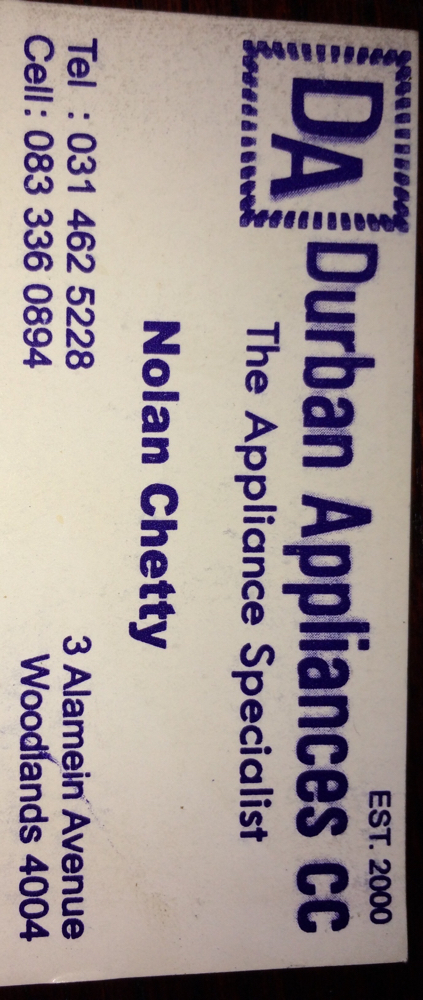 EST. 2000
DA Durban Appliances cc
The Appliance Specialist
Nolan Chetty
Tel : 031 462 5228
Cell : 083 336 0894
3 Alamein Avenue
Woodlands 4004